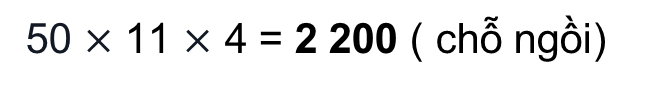 50 × 11 × 4 = 2 200 ( chỗ ngồi)